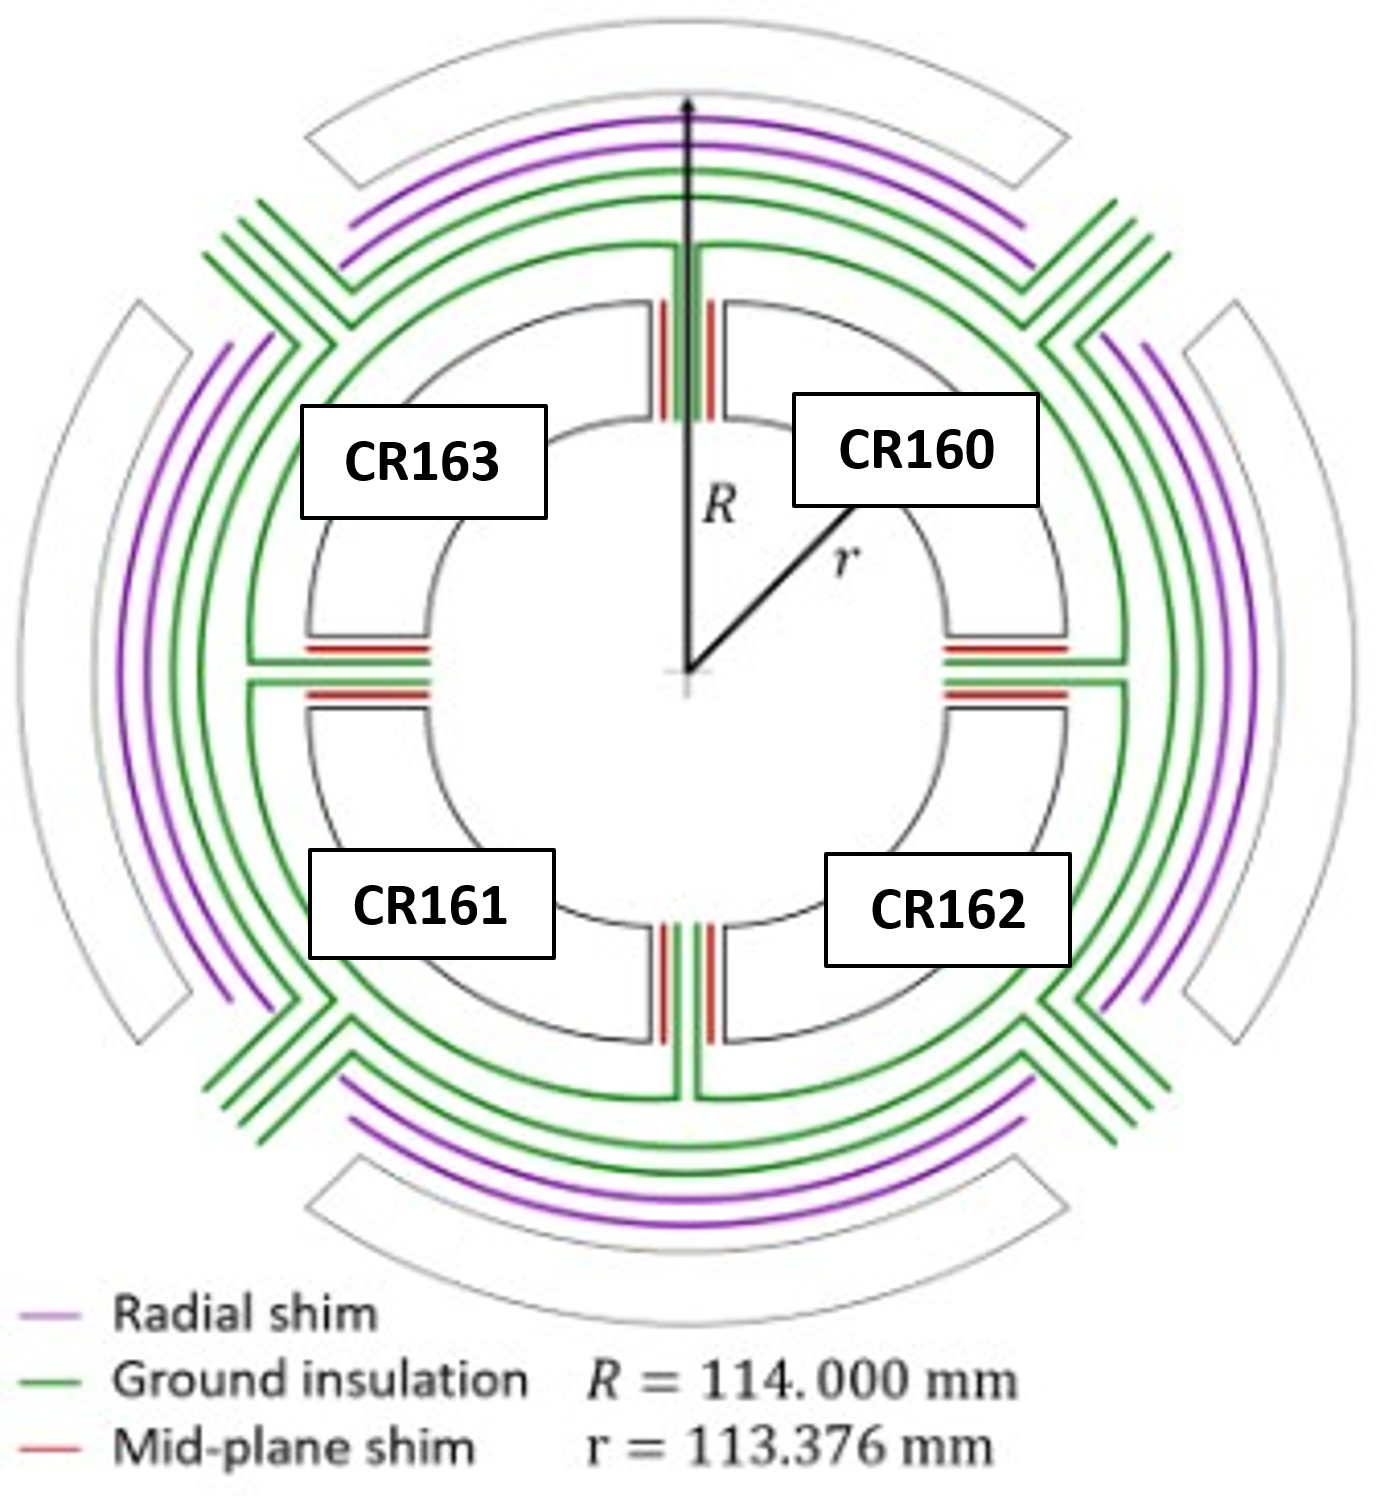 CR163
CR160
R
r
CR161
CR162
Radial shim
Ground insulation R = 114.000 mm
Mid-plane shim r = 113.376 mm